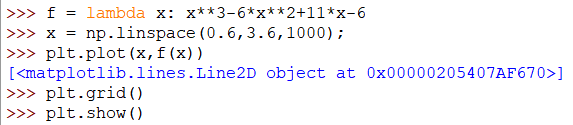 >>> f = lambda x: x**3-6*x**2+11*x-6
>>> x = np.linspace(0.6,3.6,1000);
>>> plt.plot(x,f(x))
[<matplotlib.lines.Line2D object at 0x00000205407AF670>]
>>> plt.grid()
>>> plt.show()